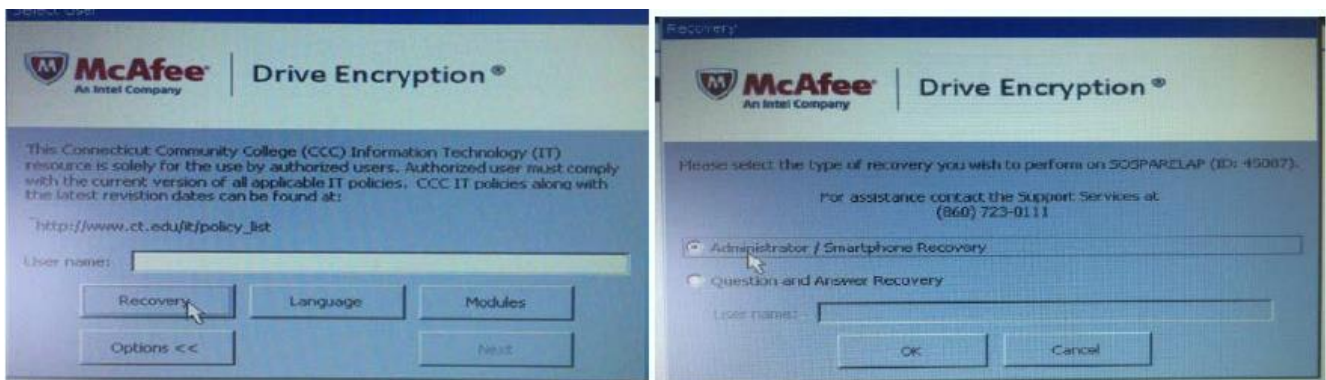 Select User
McAfee®
An Intel Company
Drive Encryption®
This Connecticut Community College (CCC) Information Technology (IT)
resource is solely for the use by authorized users. Authorized user must comply
with the current version of all applicable IT policies. CCC IT policies along with
the latest revistion dates can be found at:
http://www.ct.edu/it/policy_list
User name:
Recovery
Language
Modules
Options <<
Next
Recovery
McAfee®
An Intel Company
Drive Encryption®
Please select the type of recovery you wish to perform on SOSPARELAP (ID: 45087).
For assistance contact the Support Services at
(860) 723-0111
Administrator / Smartphone Recovery
Question and Answer Recovery
User name:
OK
Cancel